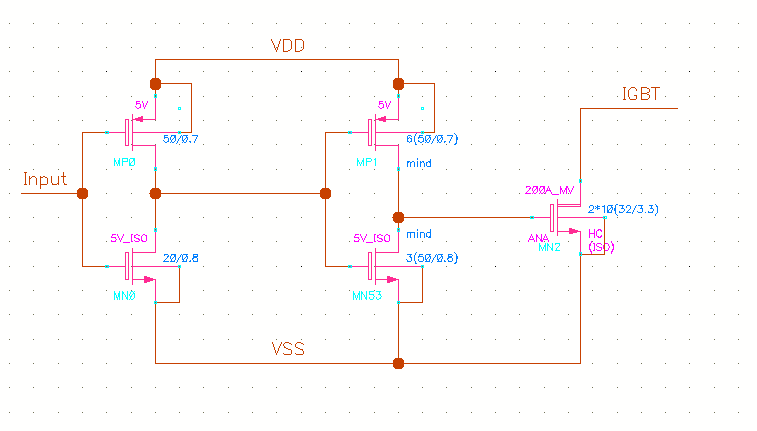 VDD
IGBT
5V
50/0.7
MP0
5V
6(50/0.7)
MP1
mind
Input
200A_MV
2*10(32/3.3)
ANA
HC
MN2
(ISO)
5V_ISO
20/0.8
MN0
mind
5V_ISO
3(50/0.8)
MN53
VSS